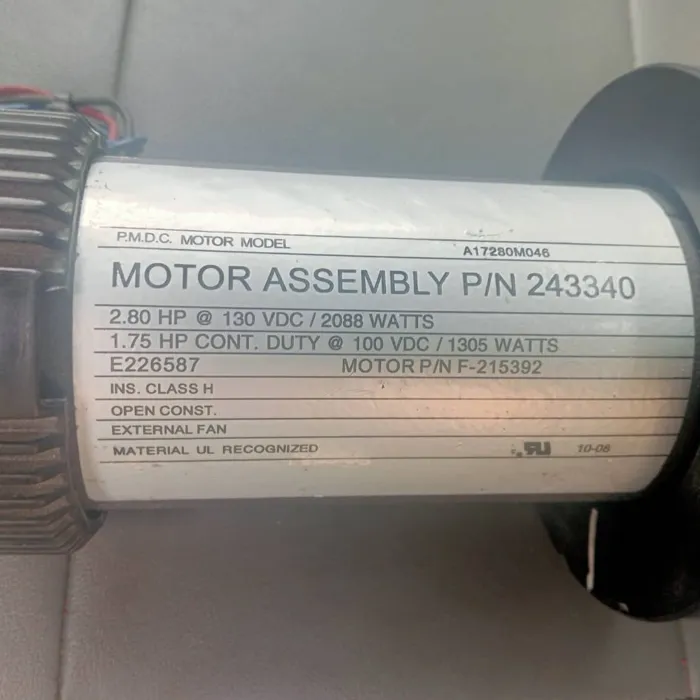 P.M.D.C. MOTOR MODEL A17280M046
MOTOR ASSEMBLY P/N 243340
2.80 HP @ 130 VDC / 2088 WATTS
1.75 HP CONT. DUTY @ 100 VDC / 1305 WATTS
E226587 MOTOR P/N F-215392
INS. CLASS H
OPEN CONST.
EXTERNAL FAN
MATERIAL UL RECOGNIZED 10-06